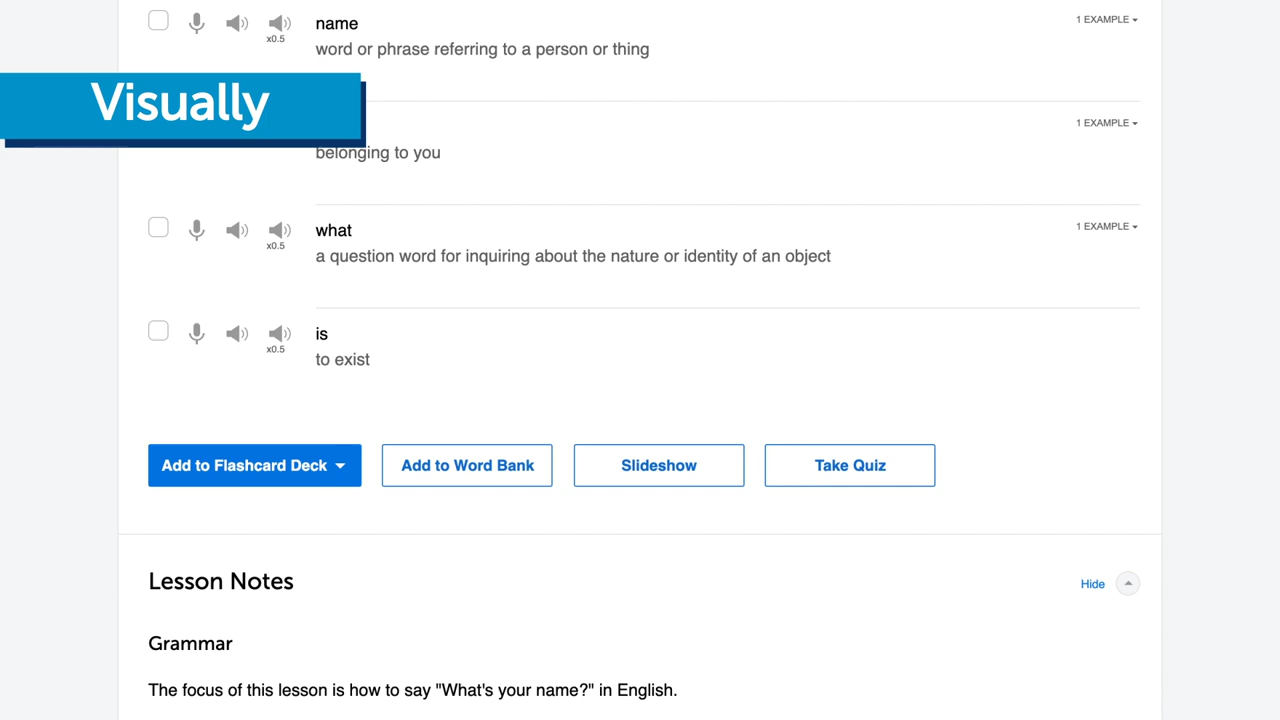 name
1 EXAMPLE
x0.5
word or phrase referring to a person or thing
Visually
1 EXAMPLE
belonging to you
what
1 EXAMPLE
x0.5
a question word for inquiring about the nature or identity of an object
is
x0.5
to exist
Add to Flashcard Deck
Add to Word Bank
Slideshow
Take Quiz
Lesson Notes
Hide
Grammar
The focus of this lesson is how to say "What's your name?" in English.